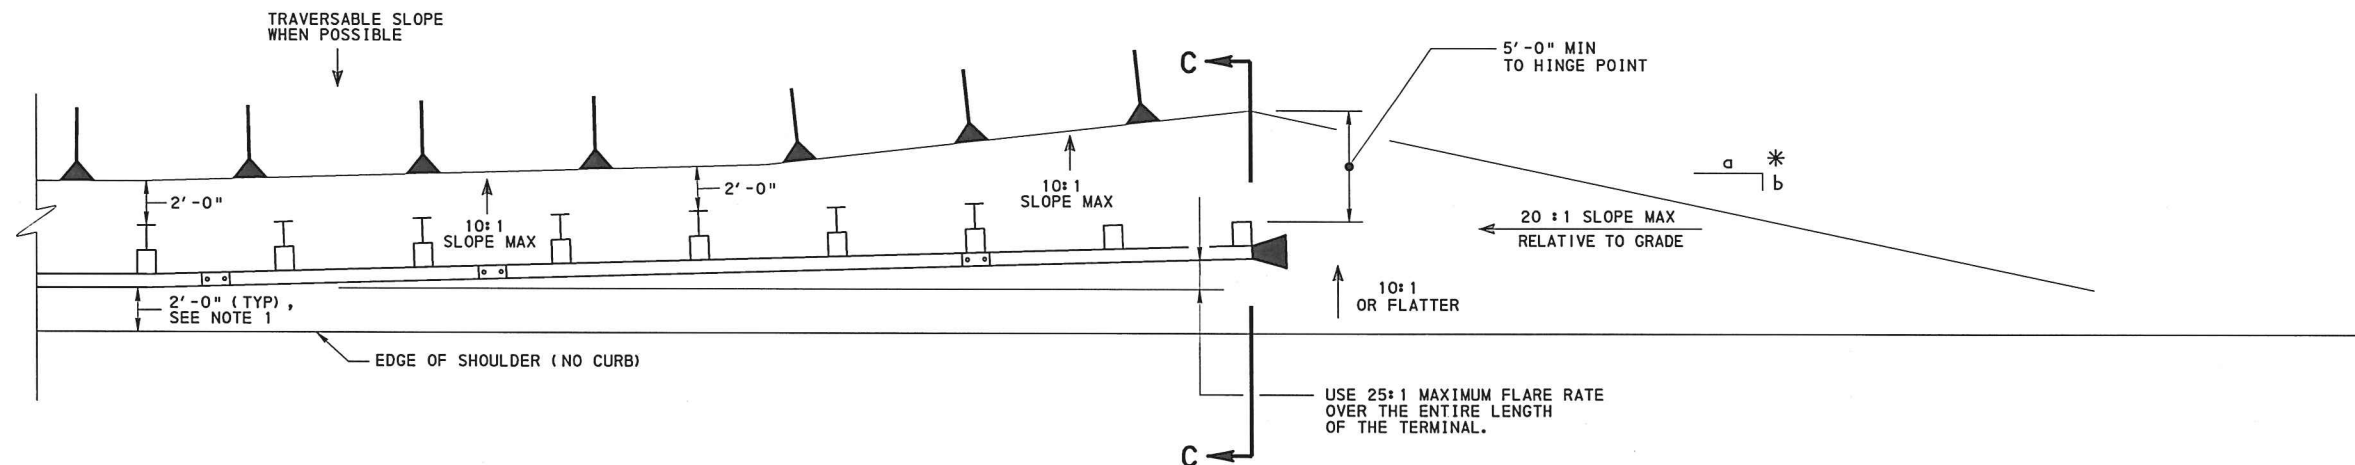 TRAVERSABLE SLOPE
WHEN POSSIBLE
C
5'-0" MIN
TO HINGE POINT
a *
b
2'-0"
2'-0"
10:1
SLOPE MAX
10:1
SLOPE MAX
20 :1 SLOPE MAX
RELATIVE TO GRADE
2'-0" (TYP),
SEE NOTE 1
10:1
OR FLATTER
EDGE OF SHOULDER (NO CURB)
USE 25:1 MAXIMUM FLARE RATE
OVER THE ENTIRE LENGTH
OF THE TERMINAL.
C